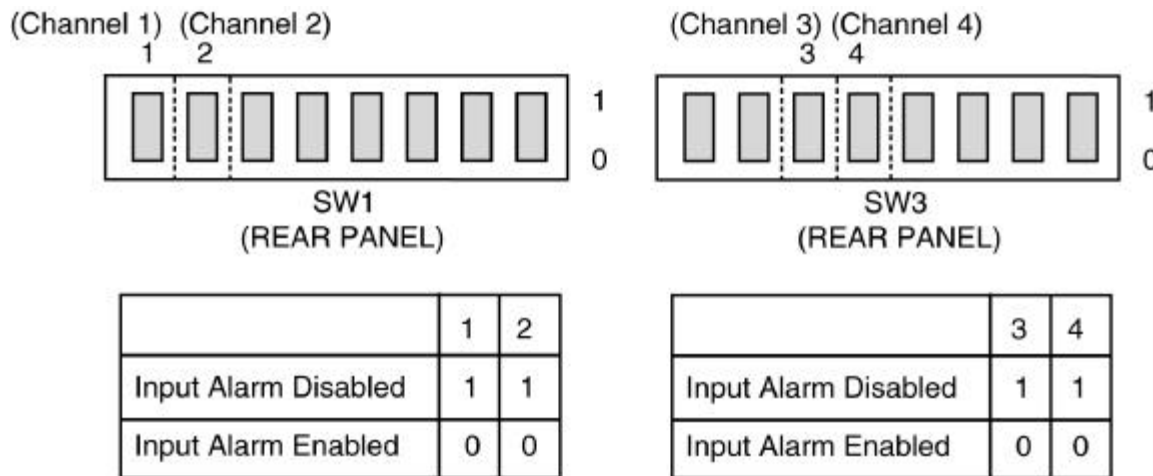 (Channel 1) (Channel 2)
1 2
1
0
SW1
(REAR PANEL)
1 2
Input Alarm Disabled 1 1
Input Alarm Enabled 0 0
(Channel 3) (Channel 4)
3 4
1
0
SW3
(REAR PANEL)
3 4
Input Alarm Disabled 1 1
Input Alarm Enabled 0 0